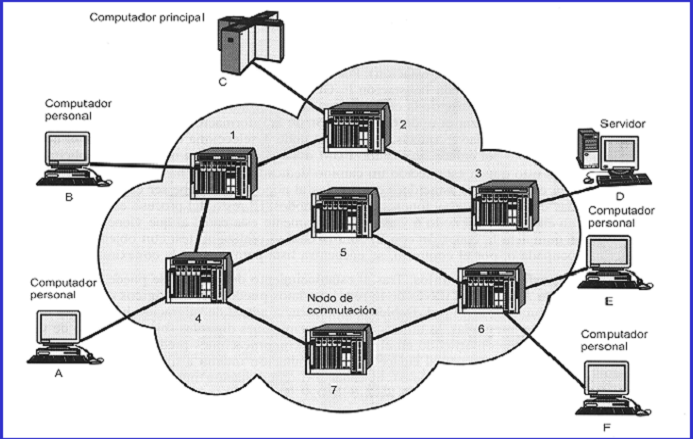 Computador principal
C
Computador
personal
B
1
2
Servidor
D
3
Computador
personal
E
5
Computador
personal
A
4
Nodo de
conmutación
7
6
Computador
personal
F